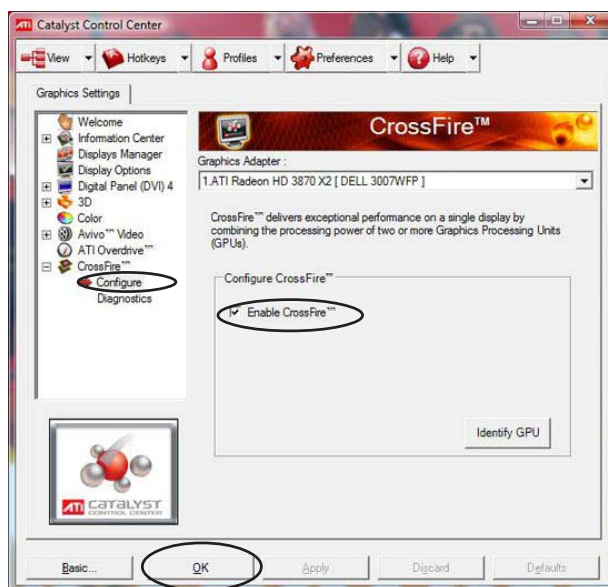 ATI Catalyst Control Center
View Hotkeys Profiles Preferences Help
Graphics Settings
Welcome
Information Center
Displays Manager
Display Options
Digital Panel (DVI) 4
3D
Color
Avivo™ Video
ATI Overdrive™
CrossFire™
Configure
Diagnostics
CrossFire™
Graphics Adapter :
1.ATI Radeon HD 3870 X2 [ DELL 3007WFP ]
CrossFire™ delivers exceptional performance on a single display by
combining the processing power of two or more Graphics Processing Units
(GPUs).
Configure CrossFire™
Enable CrossFire™
Identify GPU
ATI CATALYST
CONTROL CENTER
Basic... OK Apply Discard Defaults